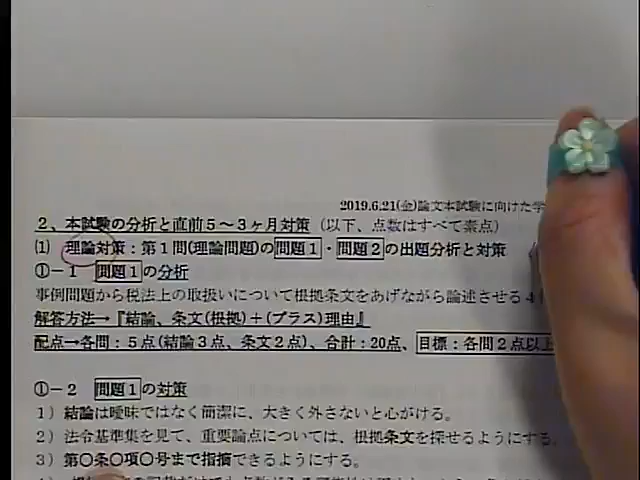 2019.6.21(金)論文本試験に向けた学
2、本試験の分析と直前5～3ヶ月対策（以下、点数はすべて素点）
⑴ 理論対策：第1問(理論問題)の問題1・問題2の出題分析と対策
①－1 問題1の分析
事例問題から税法上の取扱いについて根拠条文をあげながら論述させる4
解答方法→『結論、条文(根拠)＋(プラス)理由』
配点→各問：5点(結論3点、条文2点)、合計：20点、目標：各問2点以上
①－2 問題1の対策
1）結論は曖昧ではなく簡潔に、大きく外さないと心がける。
2）法令基準集を見て、重要論点については、根拠条文を探せるようにする。
3）第〇条〇項〇号まで指摘できるようにする。